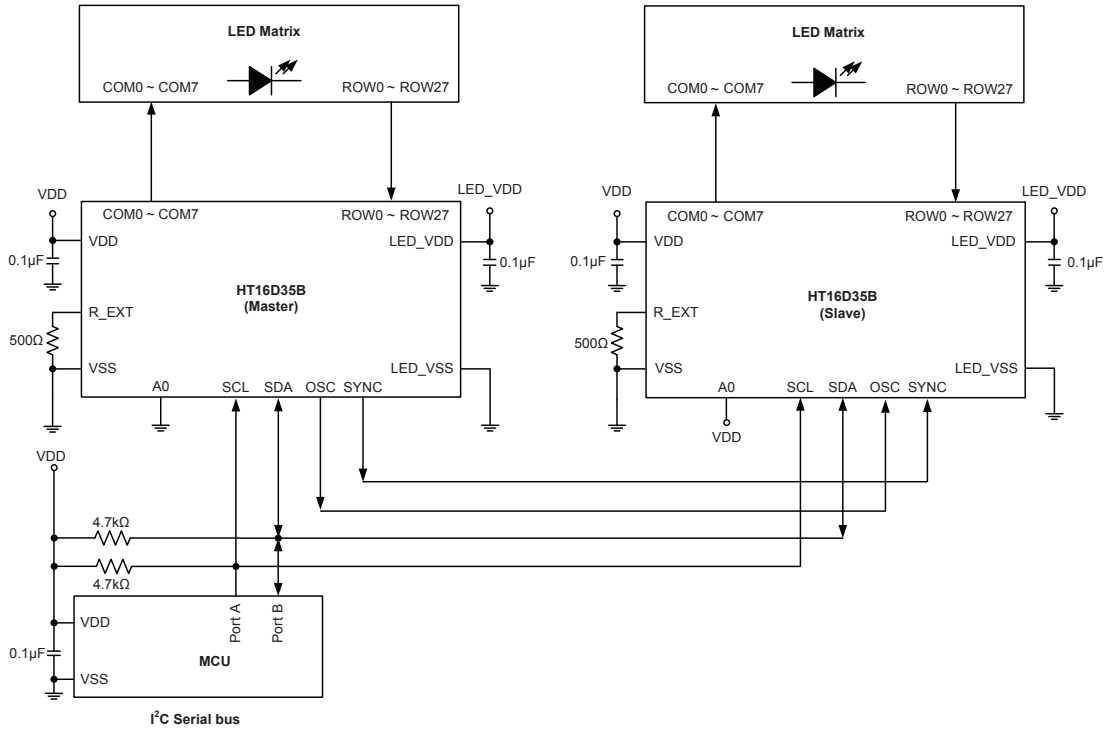 LED Matrix
COM0 ~ COM7 ROW0 ~ ROW27
LED Matrix
COM0 ~ COM7 ROW0 ~ ROW27
VDD
LED_VDD
COM0 ~ COM7 ROW0 ~ ROW27
VDD LED_VDD
0.1µF
0.1µF
HT16D35B
(Master)
R_EXT
500Ω
VSS LED_VSS
A0 SCL SDA OSC SYNC
VDD
LED_VDD
COM0 ~ COM7 ROW0 ~ ROW27
VDD LED_VDD
0.1µF
0.1µF
HT16D35B
(Slave)
R_EXT
500Ω
VSS LED_VSS
A0 SCL SDA OSC SYNC
VDD
VDD
4.7kΩ
4.7kΩ
Port A
Port B
VDD
0.1µF
MCU
VSS
I²C Serial bus